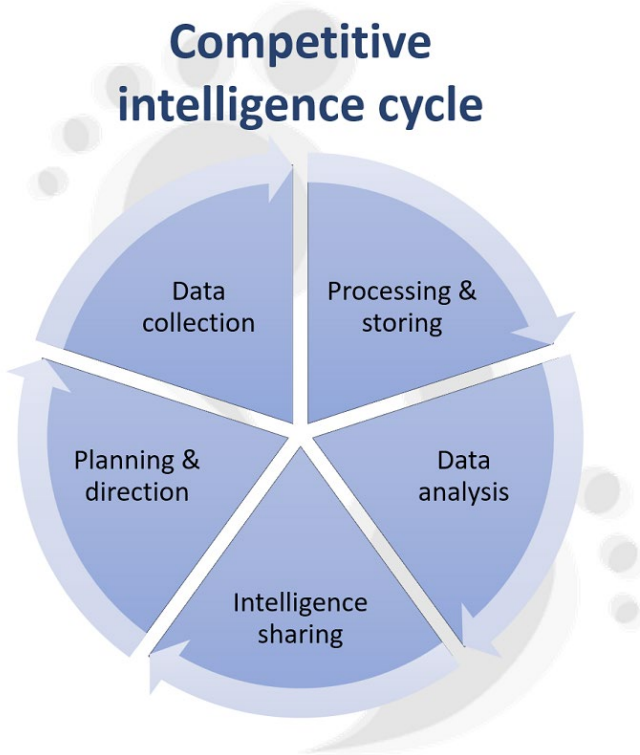 Competitive
intelligence cycle
Data
collection
Processing &
storing
Planning &
direction
Data
analysis
Intelligence
sharing